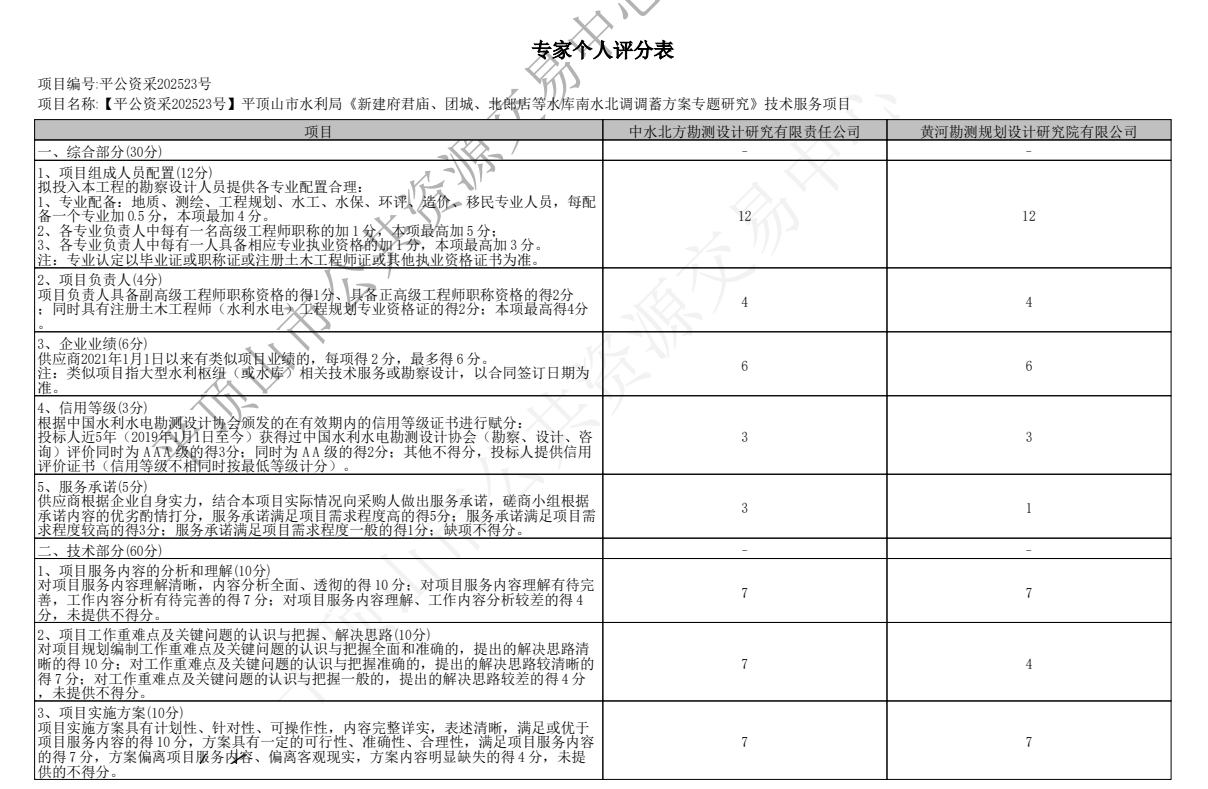 专家个人评分表
项目编号:平公资采202523号
项目名称:【平公资采202523号】平顶山市水利局《新建府君庙、团城、北郎店等水库南水北调调蓄方案专题研究》技术服务项目
项目 中水北方勘测设计研究有限责任公司 黄河勘测规划设计研究院有限公司
一、综合部分(30分) - -
1、项目组成人员配置(12分)
拟投入本工程的勘察设计人员提供各专业配置合理:
1、专业配备: 地质、测绘、工程规划、水工、水保、环评、造价、移民专业人员, 每配
备一个专业加 0.5 分, 本项最加 4 分。
2、各专业负责人中每有一名高级工程师职称的加 1 分, 本项最高加 5 分;
3、各专业负责人中每有一人具备相应专业执业资格的加 1 分, 本项最高加 3 分。
注: 专业认定以毕业证或职称证或注册土木工程师证或其他执业资格证书为准。
12 12
2、项目负责人(4分)
项目负责人具备副高级工程师职称资格的得1分、具备正高级工程师职称资格的得2分
; 同时具有注册土木工程师（水利水电）工程规划专业资格证的得2分; 本项最高得4分
。
4 4
3、企业业绩(6分)
供应商2021年1月1日以来有类似项目业绩的, 每项得 2 分, 最多得 6 分。
注: 类似项目指大型水利枢纽（或水库）相关技术服务或勘察设计, 以合同签订日期为
准。
6 6
4、信用等级(3分)
根据中国水利水电勘测设计协会颁发的在有效期内的信用等级证书进行赋分:
投标人近5年（2019年1月1日至今）获得过中国水利水电勘测设计协会（勘察、设计、咨
询）评价同时为 AAA 级的得3分; 同时为 AA 级的得2分; 其他不得分, 投标人提供信用
评价证书（信用等级不相同时按最低等级计分）。
3 3
5、服务承诺(5分)
供应商根据企业自身实力, 结合本项目实际情况向采购人做出服务承诺, 磋商小组根据
承诺内容的优劣酌情打分, 服务承诺满足项目需求程度高的得5分; 服务承诺满足项目需
求程度较高的得3分; 服务承诺满足项目需求程度一般的得1分; 缺项不得分。
3 1
二、技术部分(60分) - -
1、项目服务内容的分析和理解(10分)
对项目服务内容理解清晰, 内容分析全面、透彻的得 10 分; 对项目服务内容理解有待完
善, 工作内容分析有待完善的得 7 分; 对项目服务内容理解、工作内容分析较差的得 4
分, 未提供不得分。
7 7
2、项目工作重难点及关键问题的认识与把握、解决思路(10分)
对项目规划编制工作重难点及关键问题的认识与把握全面和准确的, 提出的解决思路清
晰的得 10 分; 对工作重难点及关键问题的认识与把握准确的, 提出的解决思路较清晰的
得 7 分; 对工作重难点及关键问题的认识与把握一般的, 提出的解决思路较差的得 4 分
, 未提供不得分。
7 4
3、项目实施方案(10分)
项目实施方案具有计划性、针对性、可操作性, 内容完整详实, 表述清晰, 满足或优于
项目服务内容的得 10 分, 方案具有一定的可行性、准确性、合理性, 满足项目服务内容
的得 7 分, 方案偏离项目服务内容、偏离客观现实, 方案内容明显缺失的得 4 分, 未提
供的不得分。
7 7
平顶山市公共资源交易中心
平顶山市公共资源交易中心